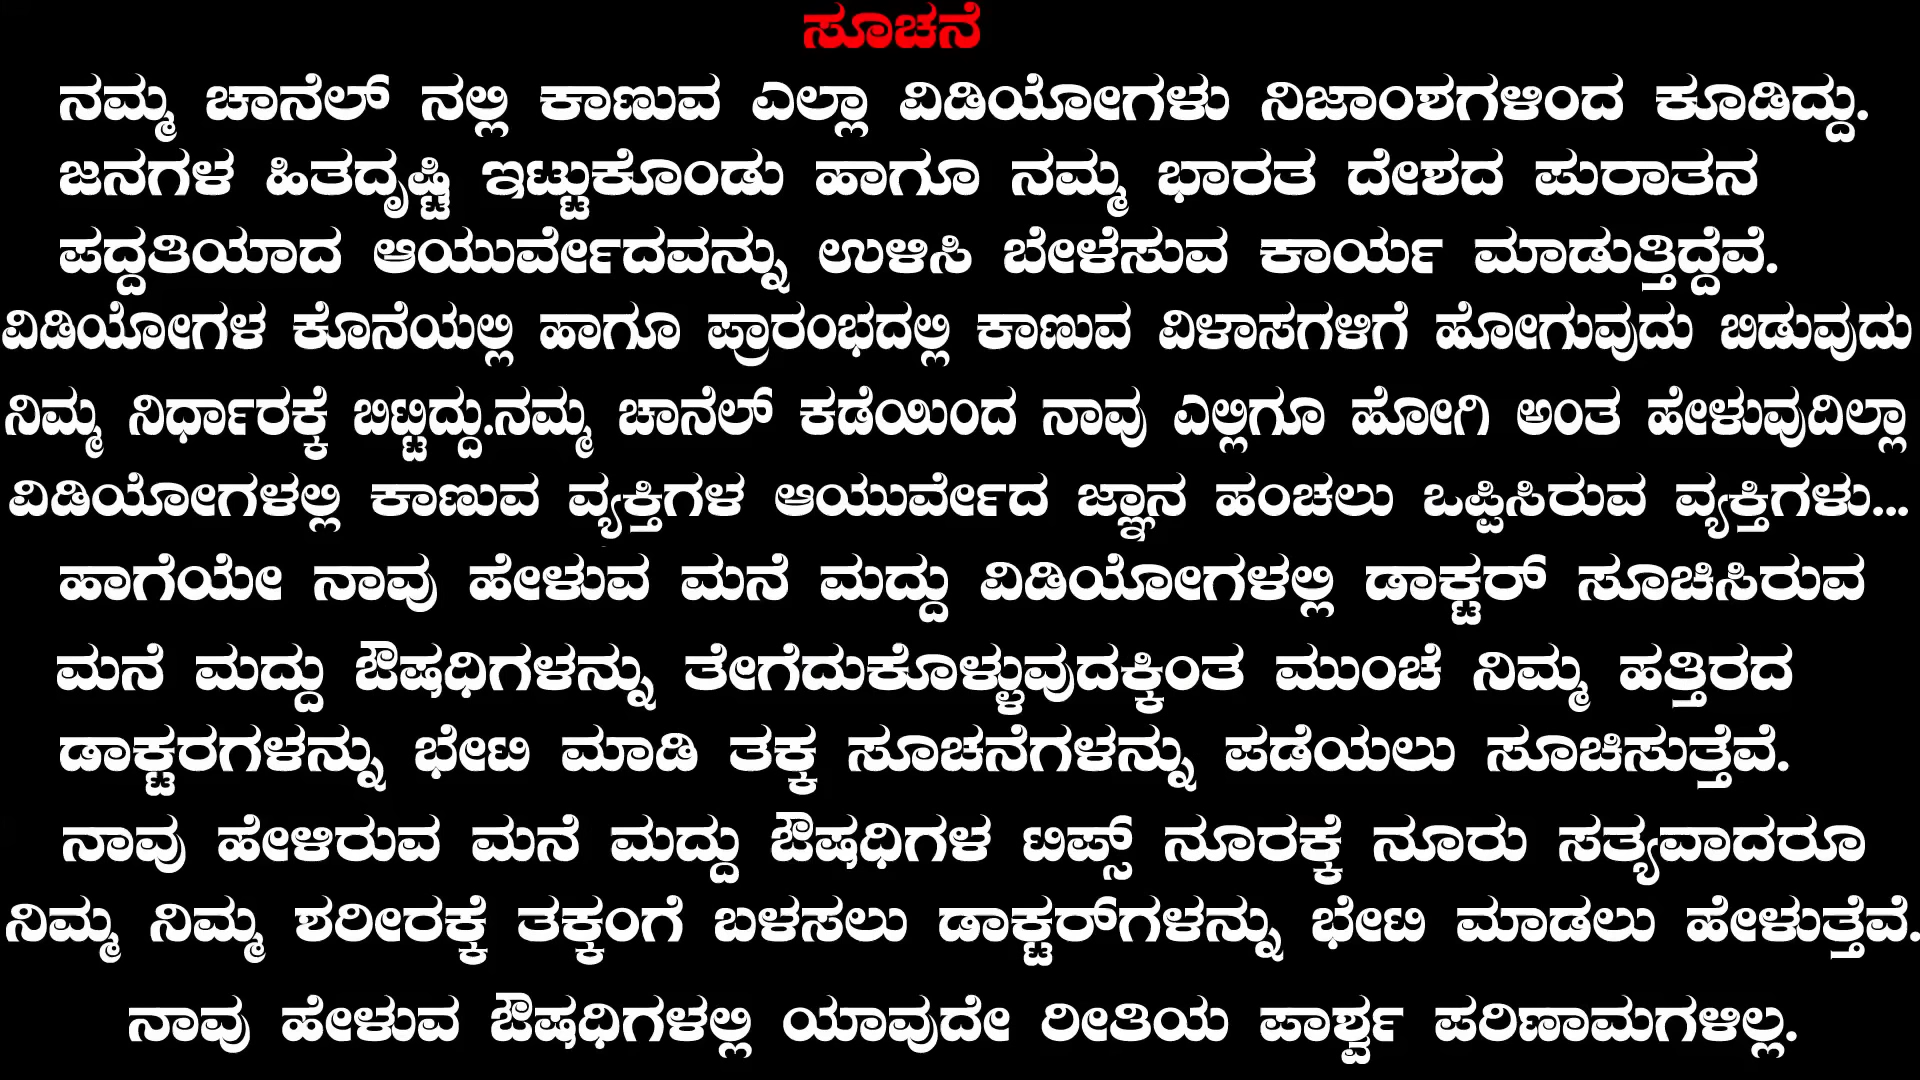 ಸೂಚನೆ
ನಮ್ಮ ಚಾನೆಲ್ ನಲ್ಲಿ ಕಾಣುವ ಎಲ್ಲಾ ವಿಡಿಯೋಗಳು ನಿಜಾಂಶಗಳಿಂದ ಕೂಡಿದ್ದು.
ಜನಗಳ ಹಿತದೃಷ್ಟಿ ಇಟ್ಟುಕೊಂಡು ಹಾಗೂ ನಮ್ಮ ಭಾರತ ದೇಶದ ಪುರಾತನ
ಪದ್ದತಿಯಾದ ಆಯುರ್ವೇದವನ್ನು ಉಳಿಸಿ ಬೇಳೆಸುವ ಕಾರ್ಯ ಮಾಡುತ್ತಿದ್ದೆವೆ.
ವಿಡಿಯೋಗಳ ಕೊನೆಯಲ್ಲಿ ಹಾಗೂ ಪ್ರಾರಂಭದಲ್ಲಿ ಕಾಣುವ ವಿಳಾಸಗಳಿಗೆ ಹೋಗುವುದು ಬಿಡುವುದು
ನಿಮ್ಮ ನಿರ್ಧಾರಕ್ಕೆ ಬಿಟ್ಟಿದ್ದು.ನಮ್ಮ ಚಾನೆಲ್ ಕಡೆಯಿಂದ ನಾವು ಎಲ್ಲಿಗೂ ಹೋಗಿ ಅಂತ ಹೇಳುವುದಿಲ್ಲಾ
ವಿಡಿಯೋಗಳಲ್ಲಿ ಕಾಣುವ ವ್ಯಕ್ತಿಗಳ ಆಯುರ್ವೇದ ಜ್ಞಾನ ಹಂಚಲು ಒಪ್ಪಿಸಿರುವ ವ್ಯಕ್ತಿಗಳು...
ಹಾಗೆಯೇ ನಾವು ಹೇಳುವ ಮನೆ ಮದ್ದು ವಿಡಿಯೋಗಳಲ್ಲಿ ಡಾಕ್ಟರ್ ಸೂಚಿಸಿರುವ
ಮನೆ ಮದ್ದು ಔಷಧಿಗಳನ್ನು ತೇಗೆದುಕೊಳ್ಳುವುದಕ್ಕಿಂತ ಮುಂಚೆ ನಿಮ್ಮ ಹತ್ತಿರದ
ಡಾಕ್ಟರಗಳನ್ನು ಭೇಟಿ ಮಾಡಿ ತಕ್ಕ ಸೂಚನೆಗಳನ್ನು ಪಡೆಯಲು ಸೂಚಿಸುತ್ತೆವೆ.
ನಾವು ಹೇಳಿರುವ ಮನೆ ಮದ್ದು ಔಷಧಿಗಳ ಟಿಪ್ಸ್ ನೂರಕ್ಕೆ ನೂರು ಸತ್ಯವಾದರೂ
ನಿಮ್ಮ ನಿಮ್ಮ ಶರೀರಕ್ಕೆ ತಕ್ಕಂಗೆ ಬಳಸಲು ಡಾಕ್ಟರ್‌ಗಳನ್ನು ಭೇಟಿ ಮಾಡಲು ಹೇಳುತ್ತೆವೆ.
ನಾವು ಹೇಳುವ ಔಷಧಿಗಳಲ್ಲಿ ಯಾವುದೇ ರೀತಿಯ ಪಾರ್ಶ್ವ ಪರಿಣಾಮಗಳಿಲ್ಲ.